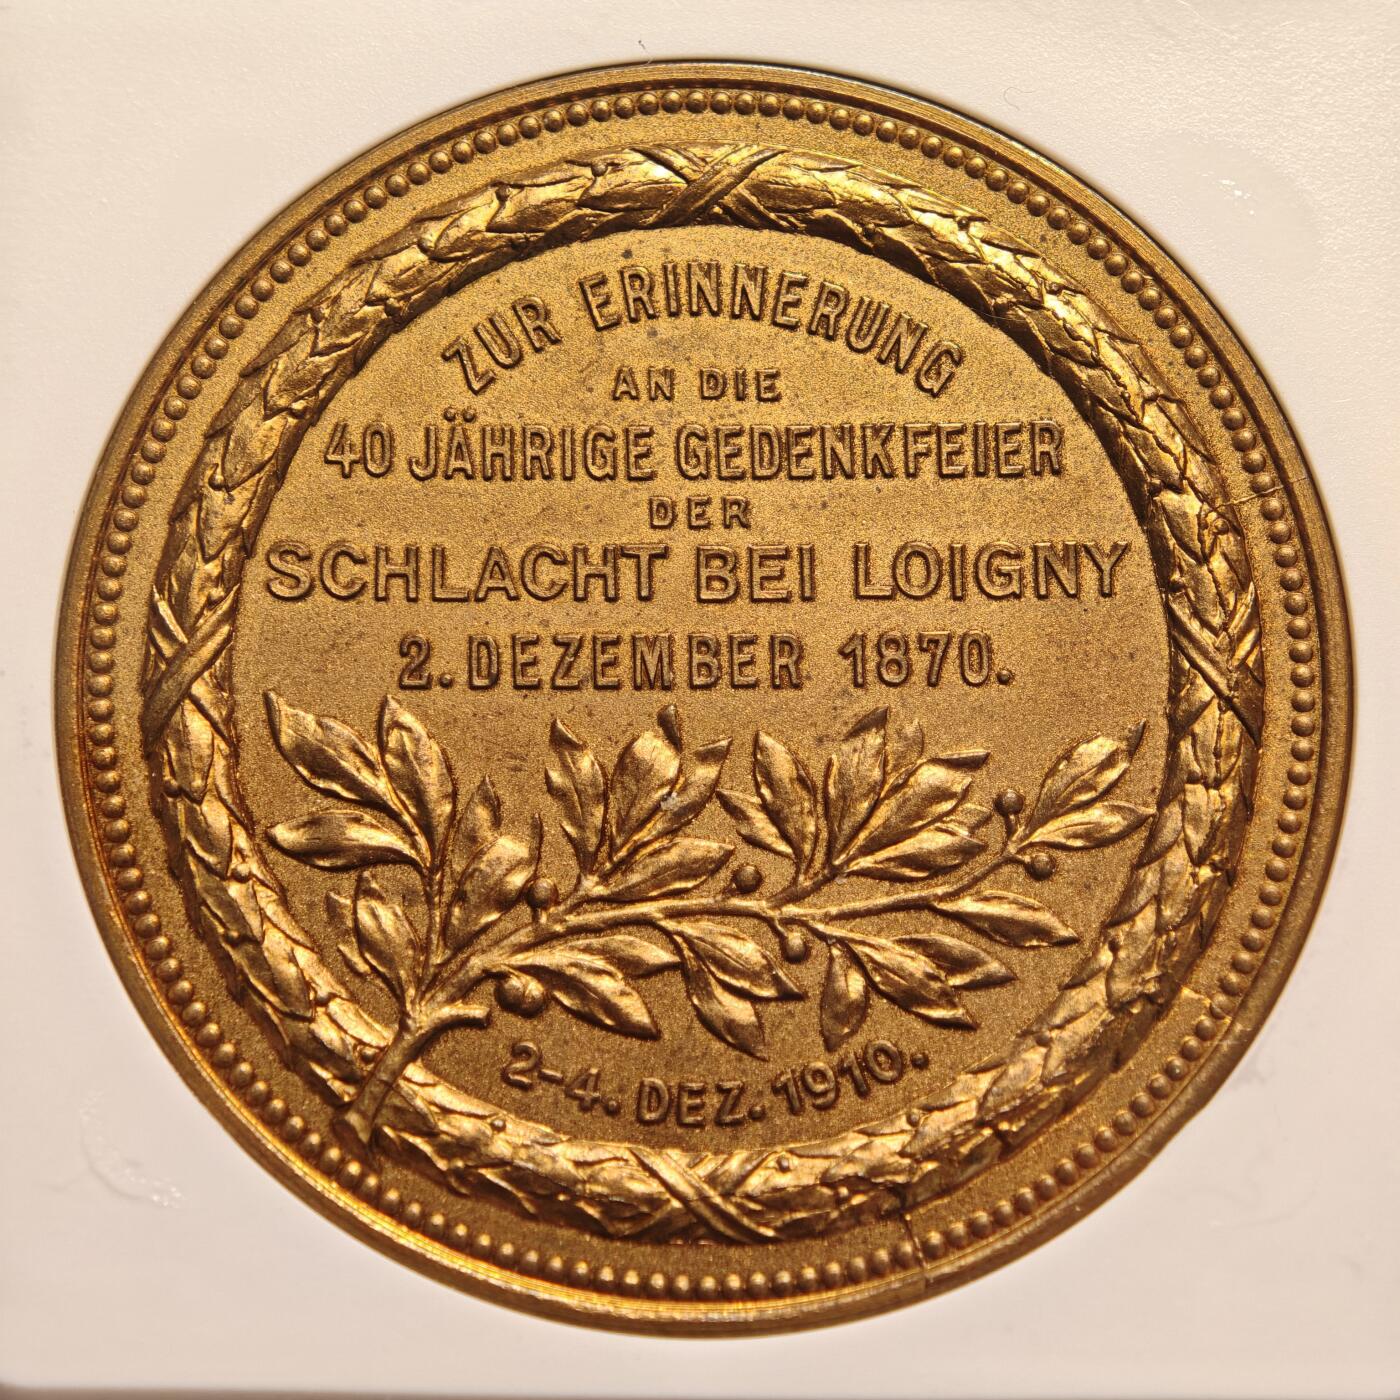 ZUR ERINNERUNG
AN DIE
40 JÄHRIGE GEDENKFEIER
DER
SCHLACHT BEI LOIGNY
2. DEZEMBER 1870.
2-4. DEZ. 1910.